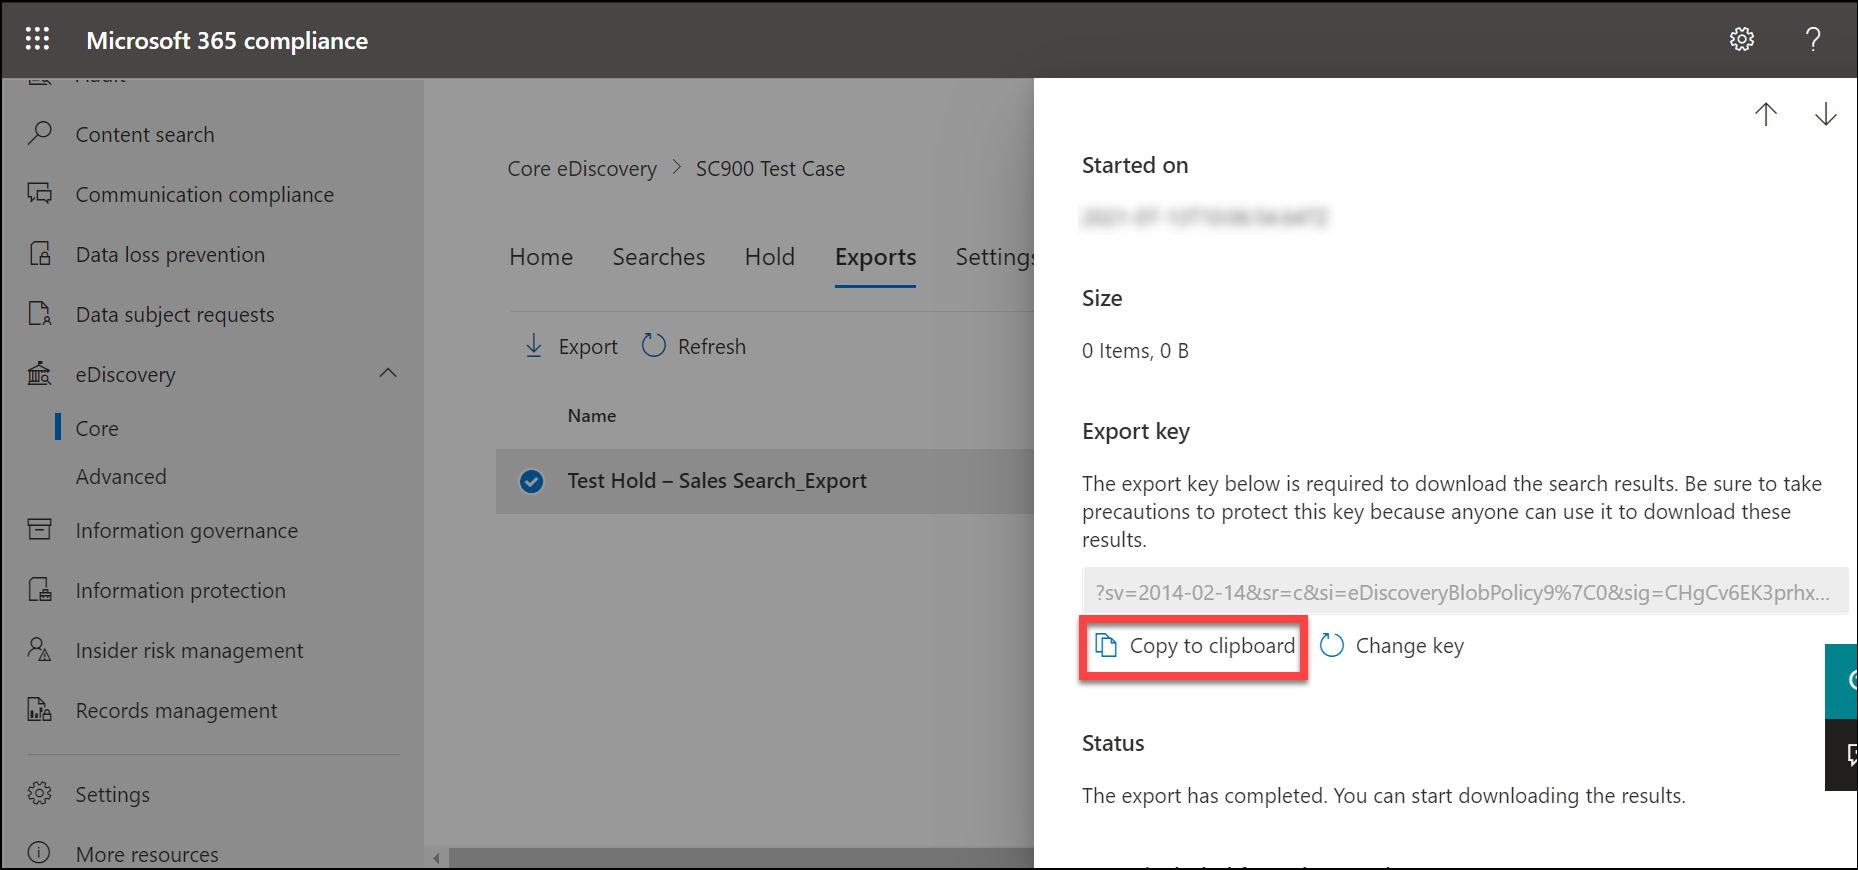 Microsoft 365 compliance
Audit
Content search
Communication compliance
Data loss prevention
Data subject requests
eDiscovery
Core
Advanced
Information governance
Information protection
Insider risk management
Records management
Settings
More resources
Core eDiscovery > SC900 Test Case
Home Searches Hold Exports Settings
Export Refresh
Name
Test Hold – Sales Search_Export
Started on
Size
0 Items, 0 B
Export key
The export key below is required to download the search results. Be sure to take
precautions to protect this key because anyone can use it to download these
results.
?sv=2014-02-14&sr=c&si=eDiscoveryBlobPolicy9%7C0&sig=CHgCv6EK3prhx...
Copy to clipboard Change key
Status
The export has completed. You can start downloading the results.